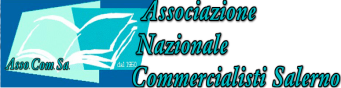 Associazione
Nazionale
Commercialisti Salerno
Asso.Com.Sa
dal 1950